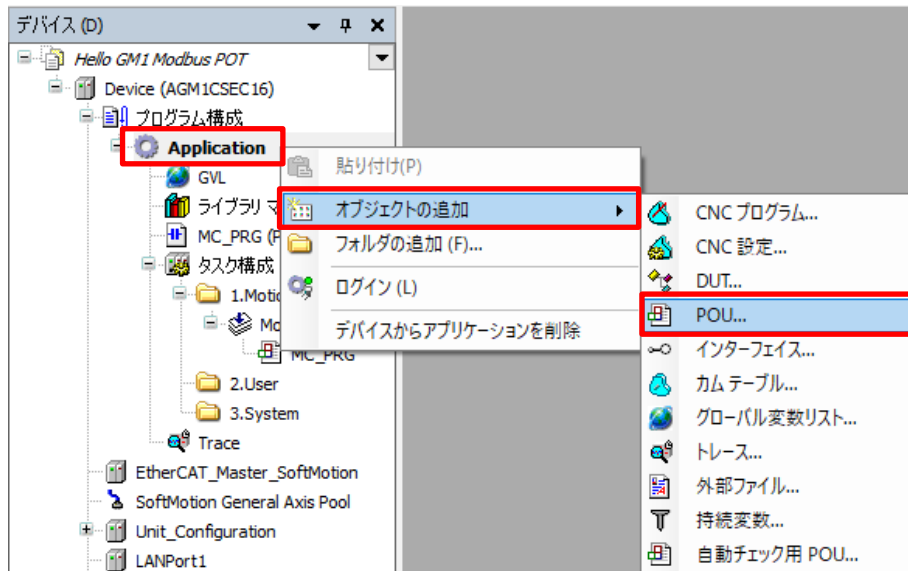 デバイス (D)
Hello GM1 Modbus POT
Device (AGM1CSEC16)
プログラム構成
Application
GVL
ライブラリ マ
MC_PRG (P
タスク構成
1.Motio
Mo
MC_PRG
2.User
3.System
Trace
EtherCAT_Master_SoftMotion
SoftMotion General Axis Pool
Unit_Configuration
LANPort1
貼り付け(P)
オブジェクトの追加
フォルダの追加 (F)...
ログイン (L)
デバイスからアプリケーションを削除
CNC プログラム...
CNC 設定...
DUT...
POU...
インターフェイス...
カム テーブル...
グローバル変数リスト...
トレース...
外部ファイル...
持続変数...
自動チェック用 POU...